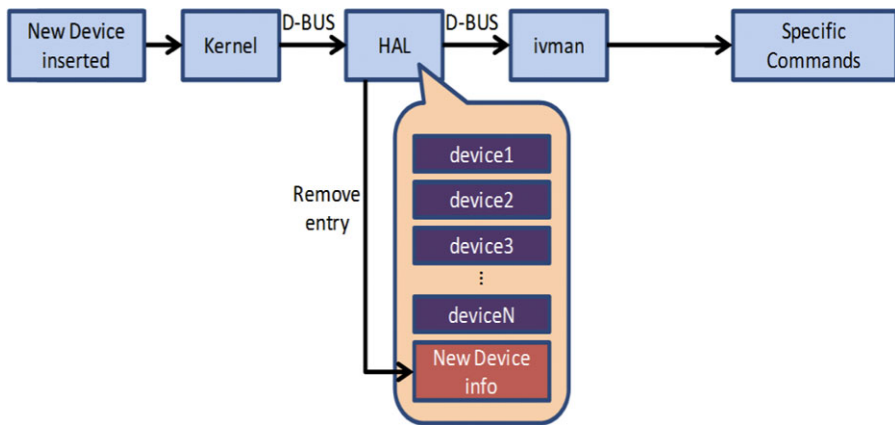 D-BUS
D-BUS
New Device
inserted
Kernel
HAL
ivman
Specific
Commands
device1
device2
Remove
entry
device3
...
deviceN
New Device
info